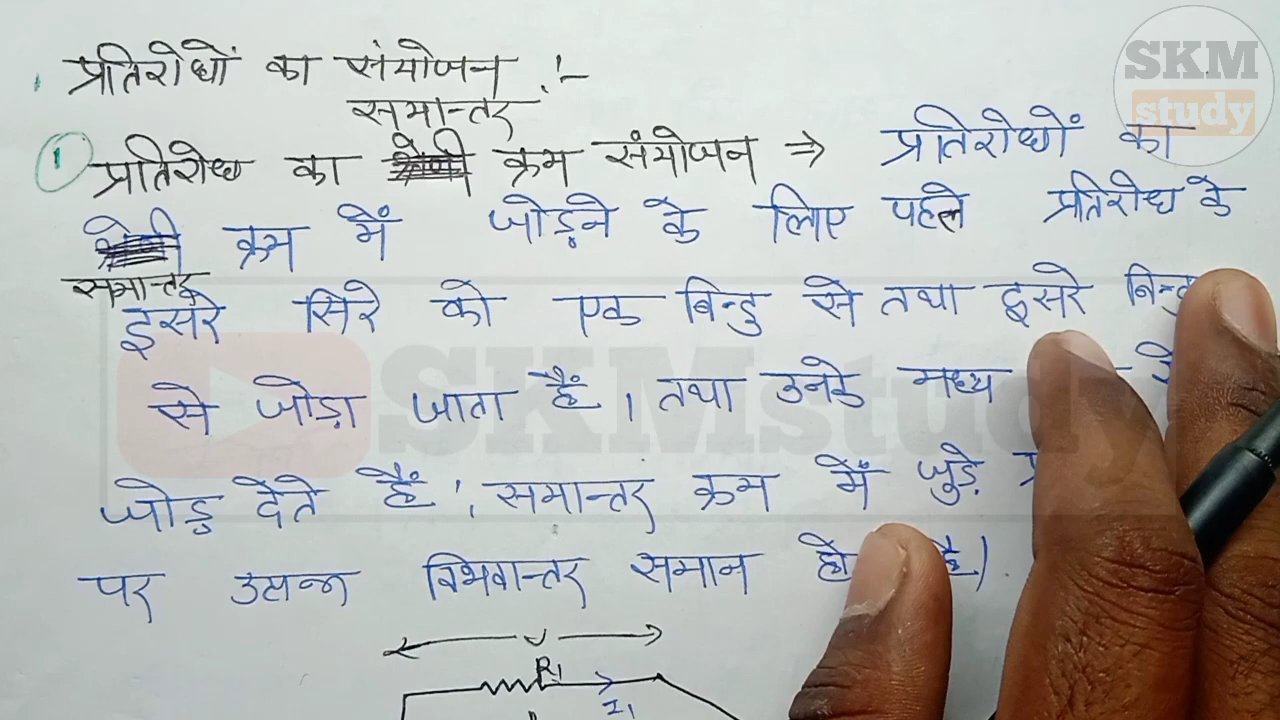 प्रतिरोधों का संयोजन :-
समान्तर
① प्रतिरोध का क्रम संयोजन ⇒ प्रतिरोधों का
क्रम में जोड़ने के लिए पहले प्रतिरोध के
समान्तर
दूसरे सिरे को एक बिन्दु से तथा दूसरे बिन्दु
से जोड़ा जाता हैं। तथा उनके मध्य
जोड़ देते हैं। समान्तर क्रम में जुड़े
पर उत्पन्न विभवान्तर समान है।
V
R₁
I₁
SKM
study
SKMstudy